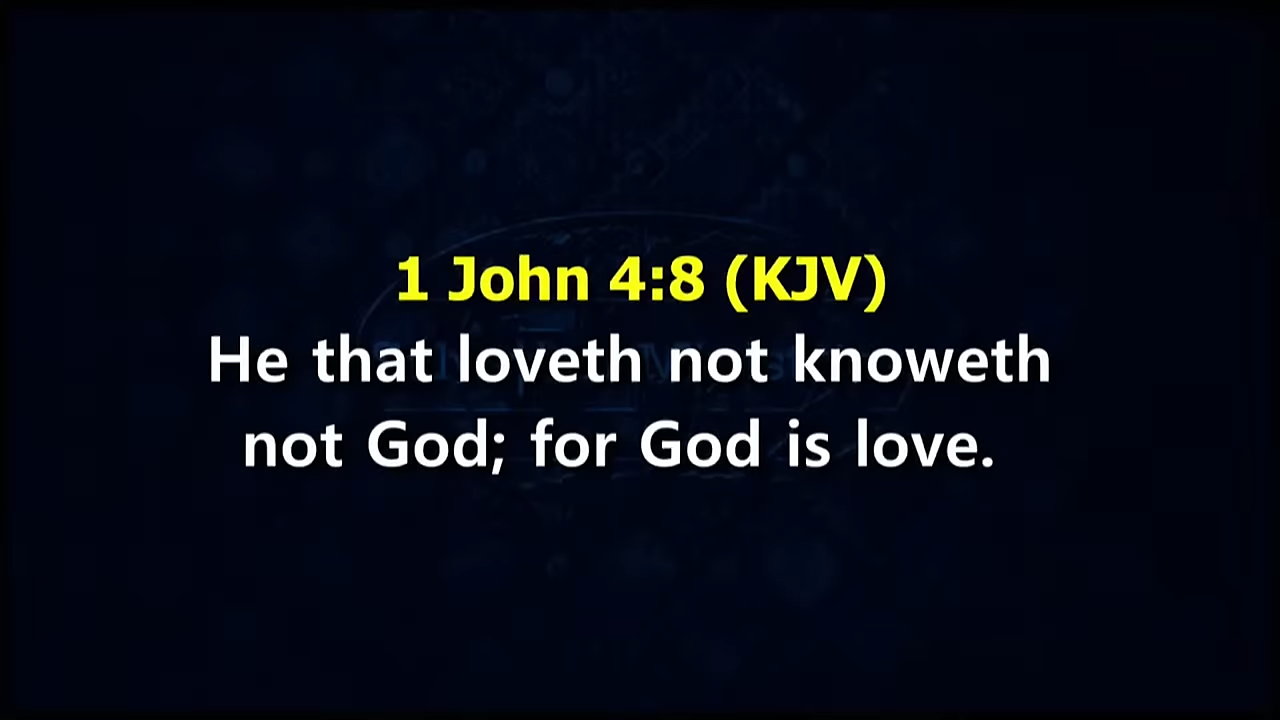 1 John 4:8 (KJV)
He that loveth not knoweth
not God; for God is love.